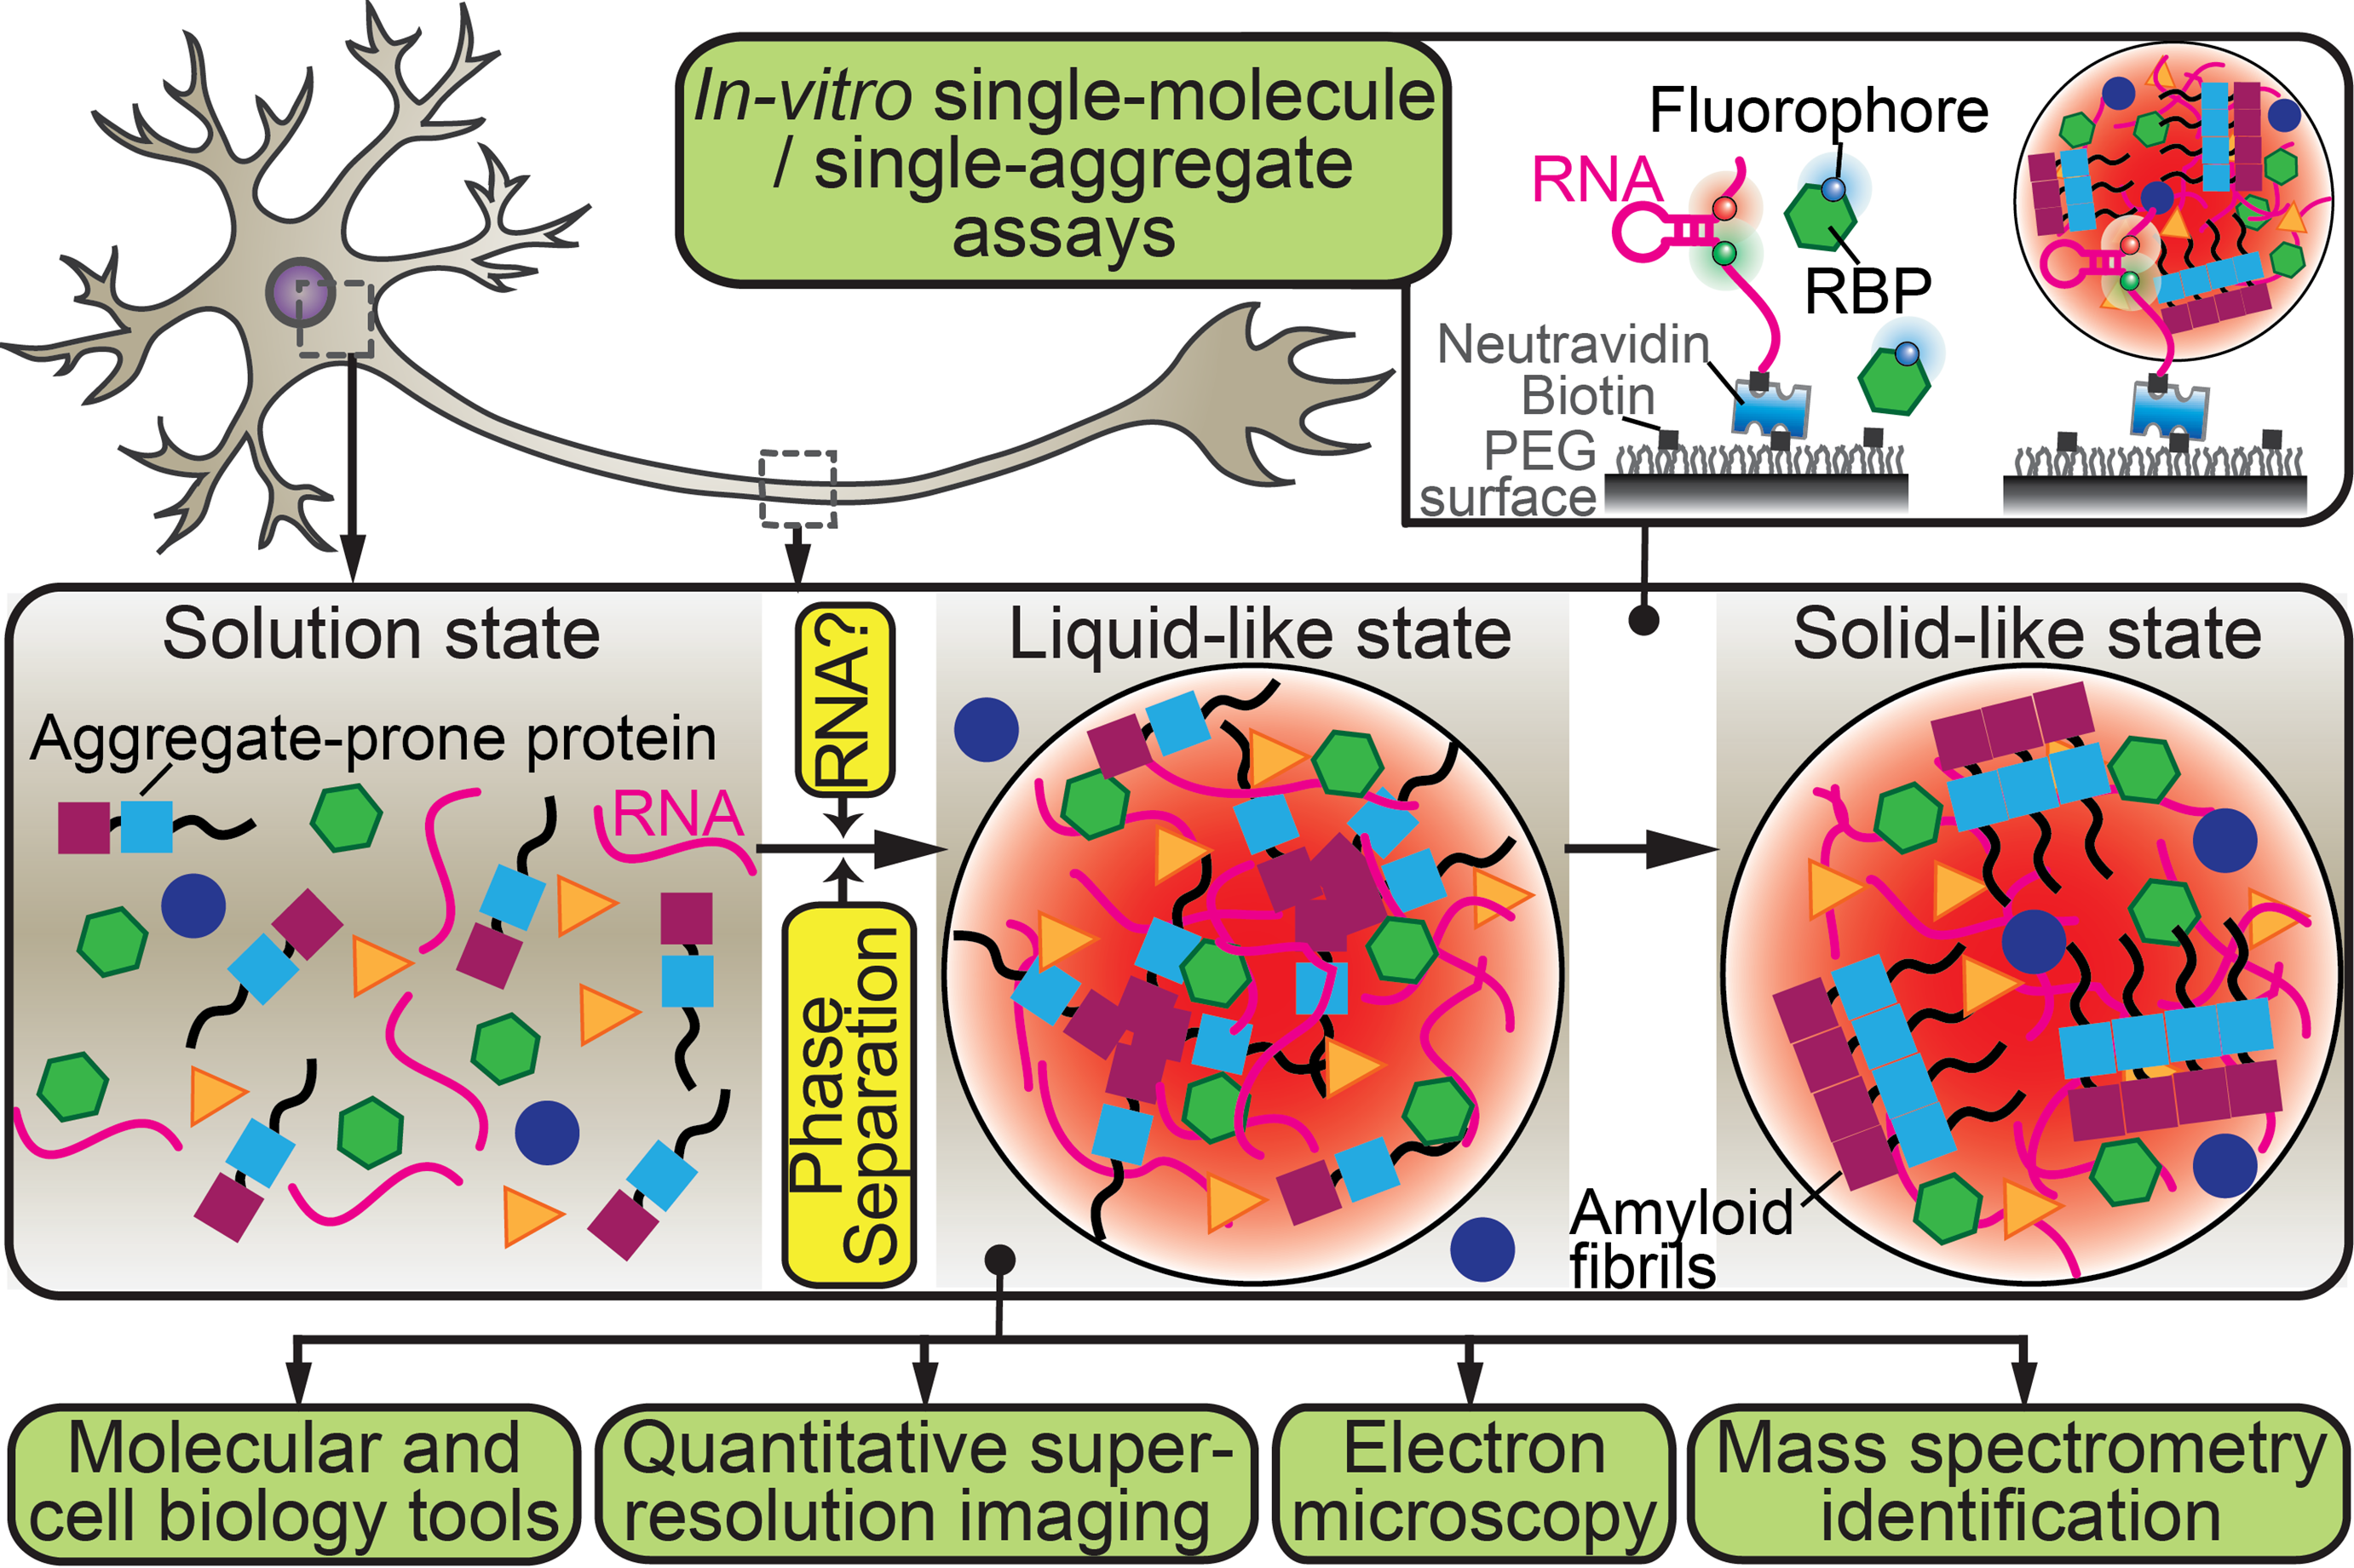 In-vitro single-molecule
/ single-aggregate
assays
Fluorophore
RNA
RBP
Neutravidin
Biotin
PEG
surface
Solution state
Liquid-like state
Solid-like state
Aggregate-prone protein
RNA
RNA?
Phase
Separation
Amyloid
fibrils
Molecular and
cell biology tools
Quantitative super-
resolution imaging
Electron
microscopy
Mass spectrometry
identification